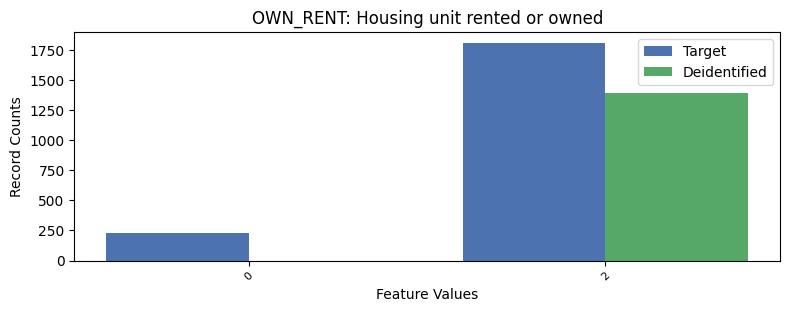 OWN_RENT: Housing unit rented or owned
Target
Deidentified
Record Counts
1750
1500
1250
1000
750
500
250
0
0
2
Feature Values